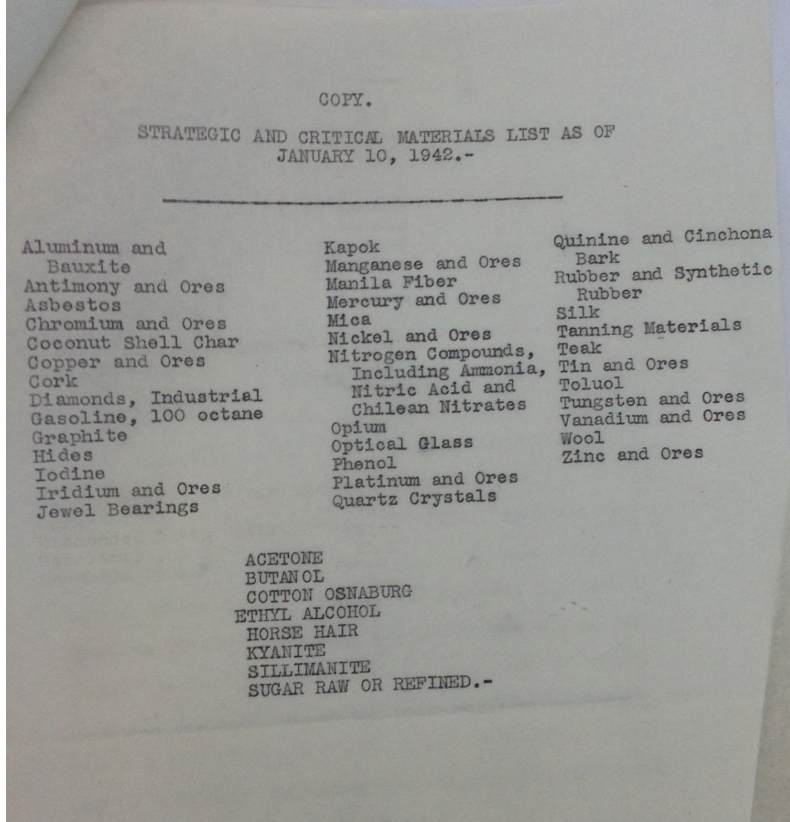 COPY.
STRATEGIC AND CRITICAL MATERIALS LIST AS OF
JANUARY 10, 1942.-
Aluminum and
Bauxite
Antimony and Ores
Asbestos
Chromium and Ores
Coconut Shell Char
Copper and Ores
Cork
Diamonds, Industrial
Gasoline, 100 octane
Graphite
Hides
Iodine
Iridium and Ores
Jewel Bearings
Kapok
Manganese and Ores
Manila Fiber
Mercury and Ores
Mica
Nickel and Ores
Nitrogen Compounds,
Including Ammonia,
Nitric Acid and
Chilean Nitrates
Opium
Optical Glass
Phenol
Platinum and Ores
Quartz Crystals
Quinine and Cinchona
Bark
Rubber and Synthetic
Rubber
Silk
Tanning Materials
Teak
Tin and Ores
Toluol
Tungsten and Ores
Vanadium and Ores
Wool
Zinc and Ores
ACETONE
BUTANOL
COTTON OSNABURG
ETHYL ALCOHOL
HORSE HAIR
KYANITE
SILLIMANITE
SUGAR RAW OR REFINED.-